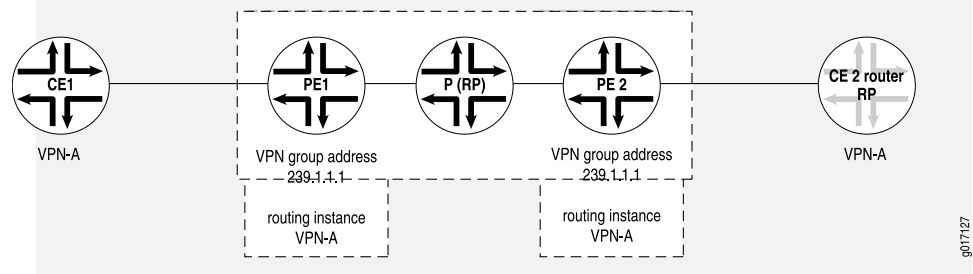 CE1
PE1
P (RP)
PE 2
CE 2 router
RP
VPN-A
VPN group address
239.1.1.1
VPN group address
239.1.1.1
VPN-A
routing instance
VPN-A
routing instance
VPN-A
g017127